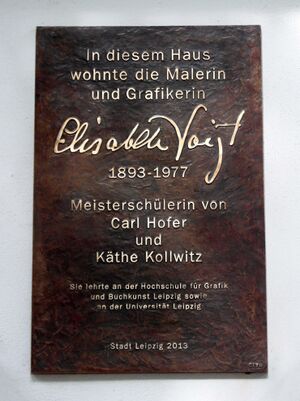 In diesem Haus
wohnte die Malerin
und Grafikerin
Elisabeth Voigt
1893-1977
Meisterschülerin von
Carl Hofer
und
Käthe Kollwitz
Sie lehrte an der Hochschule für Grafik
und Buchkunst Leipzig sowie
an der Universität Leipzig
Stadt Leipzig 2013